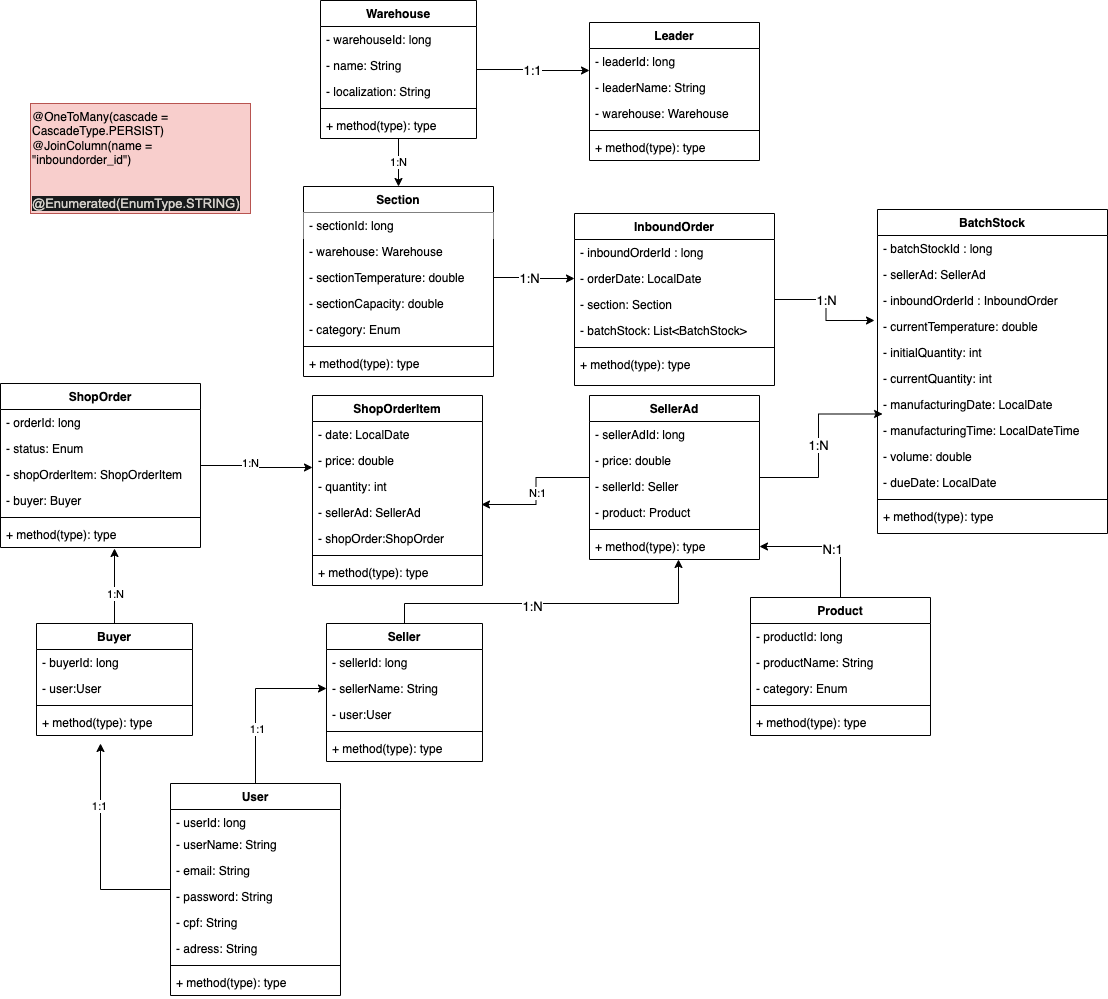 Warehouse
- warehouseId: long
- name: String
- localization: String
+ method(type): type
1:1
Leader
- leaderId: long
- leaderName: String
- warehouse: Warehouse
+ method(type): type
@OneToMany(cascade =
CascadeType.PERSIST)
@JoinColumn(name =
"inboundorder_id")
@Enumerated(EnumType.STRING)
1:N
Section
- sectionId: long
- warehouse: Warehouse
- sectionTemperature: double
- sectionCapacity: double
- category: Enum
+ method(type): type
1:N
InboundOrder
- inboundOrderId : long
- orderDate: LocalDate
- section: Section
- batchStock: List<BatchStock>
+ method(type): type
1:N
BatchStock
- batchStockId : long
- sellerAd: SellerAd
- inboundOrderId : InboundOrder
- currentTemperature: double
- initialQuantity: int
- currentQuantity: int
- manufacturingDate: LocalDate
- manufacturingTime: LocalDateTime
- volume: double
- dueDate: LocalDate
+ method(type): type
ShopOrder
- orderId: long
- status: Enum
- shopOrderItem: ShopOrderItem
- buyer: Buyer
+ method(type): type
1:N
ShopOrderItem
- date: LocalDate
- price: double
- quantity: int
- sellerAd: SellerAd
- shopOrder:ShopOrder
+ method(type): type
N:1
SellerAd
- sellerAdId: long
- price: double
- sellerId: Seller
- product: Product
+ method(type): type
1:N
N:1
1:N
1:N
Buyer
- buyerId: long
- user:User
+ method(type): type
Seller
- sellerId: long
- sellerName: String
- user:User
+ method(type): type
Product
- productId: long
- productName: String
- category: Enum
+ method(type): type
1:1
1:1
User
- userId: long
- userName: String
- email: String
- password: String
- cpf: String
- adress: String
+ method(type): type